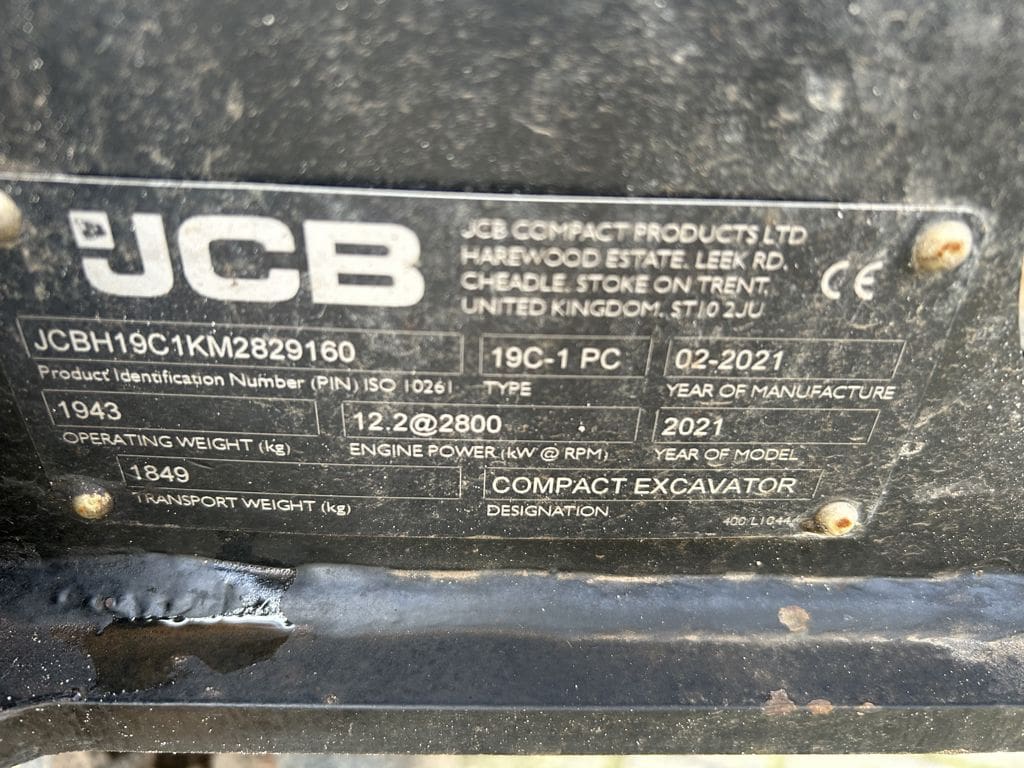 JCB
JCB COMPACT PRODUCTS LTD
HAREWOOD ESTATE. LEEK RD.
CHEADLE. STOKE ON TRENT.
UNITED KINGDOM. ST10 2JU
CE
JCBH19C1KM2829160
Product Identification Number (PIN) ISO 10261
19C-1 PC
TYPE
02-2021
YEAR OF MANUFACTURE
1943
OPERATING WEIGHT (kg)
12.2@2800
ENGINE POWER (kW @ RPM)
2021
YEAR OF MODEL
1849
TRANSPORT WEIGHT (kg)
COMPACT EXCAVATOR
DESIGNATION